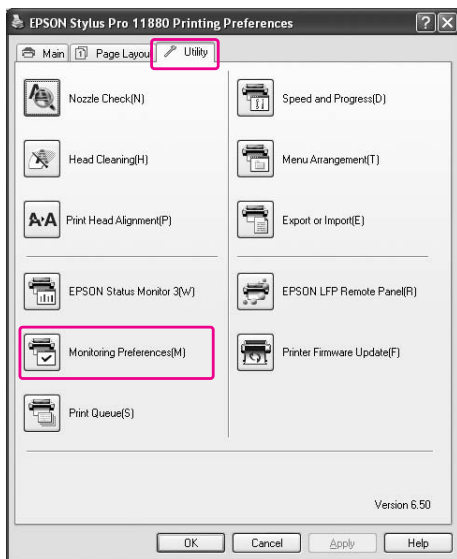 EPSON Stylus Pro 11880 Printing Preferences
Main Page Layout Utility
Nozzle Check(N)
Speed and Progress(D)
Head Cleaning(H)
Menu Arrangement(T)
A·A Print Head Alignment(P)
Export or Import(E)
EPSON Status Monitor 3(W)
EPSON LFP Remote Panel(R)
Monitoring Preferences(M)
Printer Firmware Update(F)
Print Queue(S)
Version 6.50
OK Cancel Apply Help